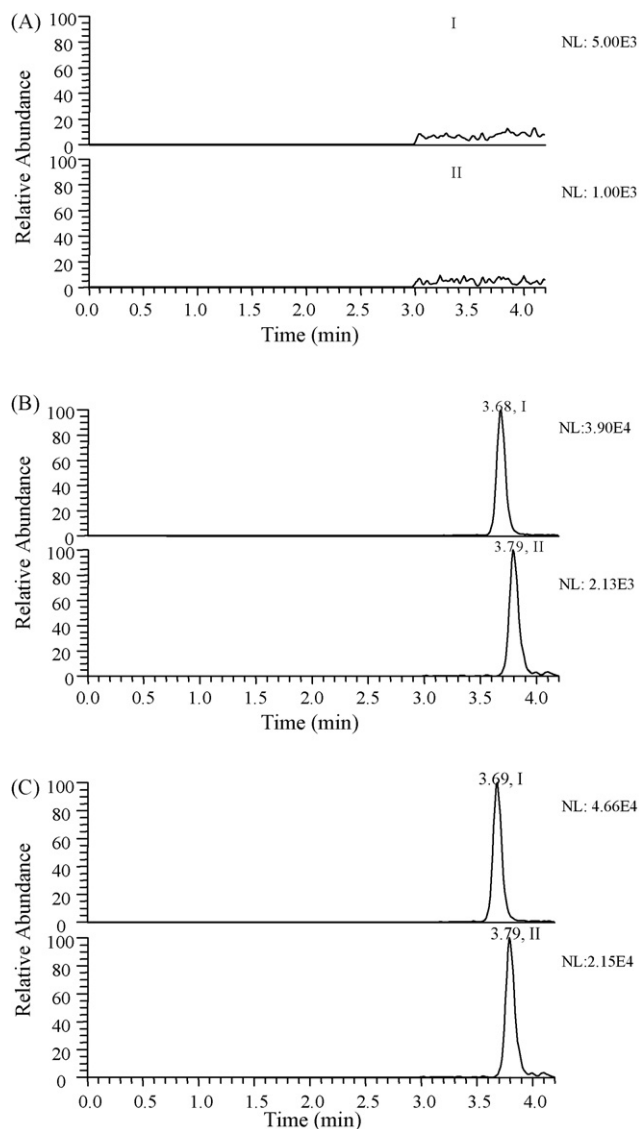 (A)
I
NL: 5.00E3
100
80
60
40
20
0
II
NL: 1.00E3
100
80
60
40
20
0
Relative Abundance
0.0 0.5 1.0 1.5 2.0 2.5 3.0 3.5 4.0
Time (min)
(B)
3.68, I
NL:3.90E4
100
80
60
40
20
0
3.79, II
NL: 2.13E3
100
80
60
40
20
0
Relative Abundance
0.0 0.5 1.0 1.5 2.0 2.5 3.0 3.5 4.0
Time (min)
(C)
3.69, I
NL: 4.66E4
100
80
60
40
20
0
3.79, II
NL:2.15E4
100
80
60
40
20
0
Relative Abundance
0.0 0.5 1.0 1.5 2.0 2.5 3.0 3.5 4.0
Time (min)